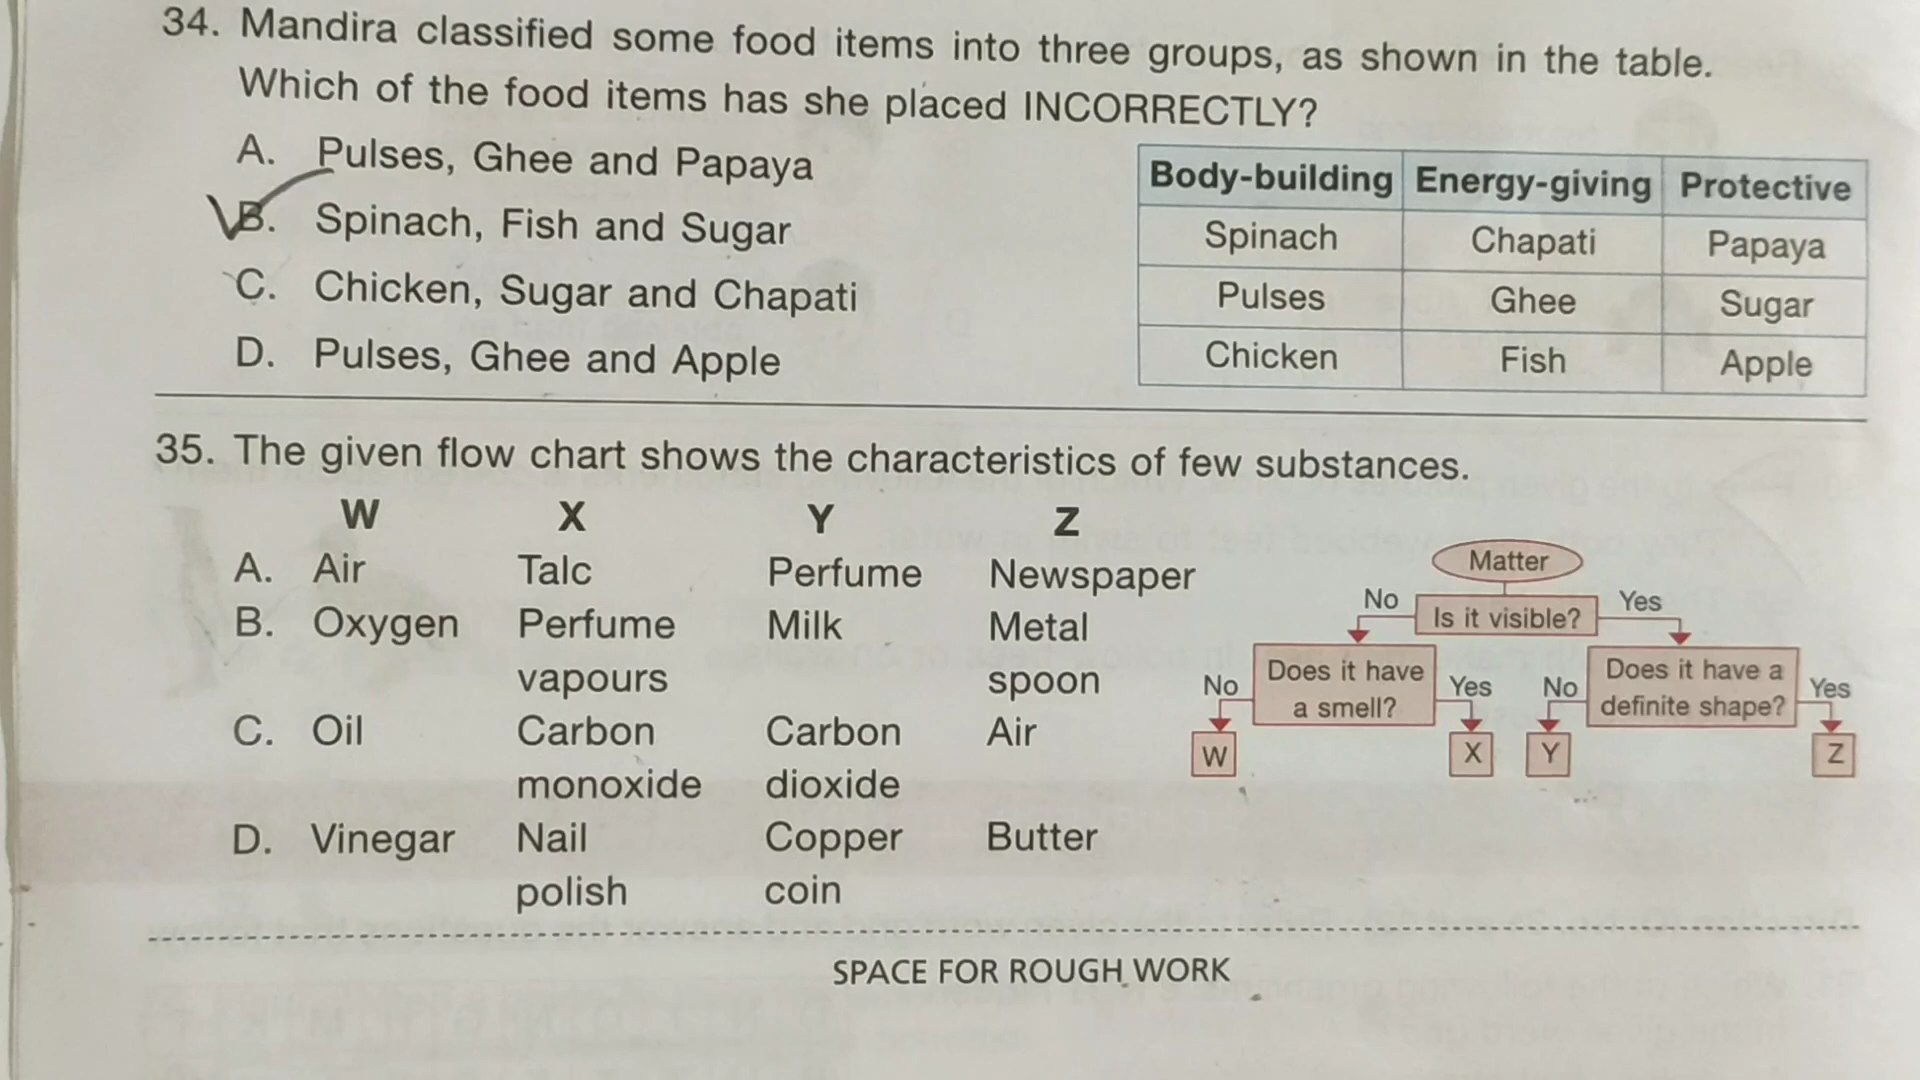 34. Mandira classified some food items into three groups, as shown in the table.
Which of the food items has she placed INCORRECTLY?
A. Pulses, Ghee and Papaya
B. Spinach, Fish and Sugar
C. Chicken, Sugar and Chapati
D. Pulses, Ghee and Apple
Body-building Energy-giving Protective
Spinach Chapati Papaya
Pulses Ghee Sugar
Chicken Fish Apple
35. The given flow chart shows the characteristics of few substances.
W X Y Z
A. Air Talc Perfume Newspaper
B. Oxygen Perfume Milk Metal
vapours spoon
C. Oil Carbon Carbon Air
monoxide dioxide
D. Vinegar Nail Copper Butter
polish coin
Matter
No Is it visible? Yes
No Does it have Yes No Does it have a Yes
a smell? definite shape?
W X Y Z
SPACE FOR ROUGH WORK